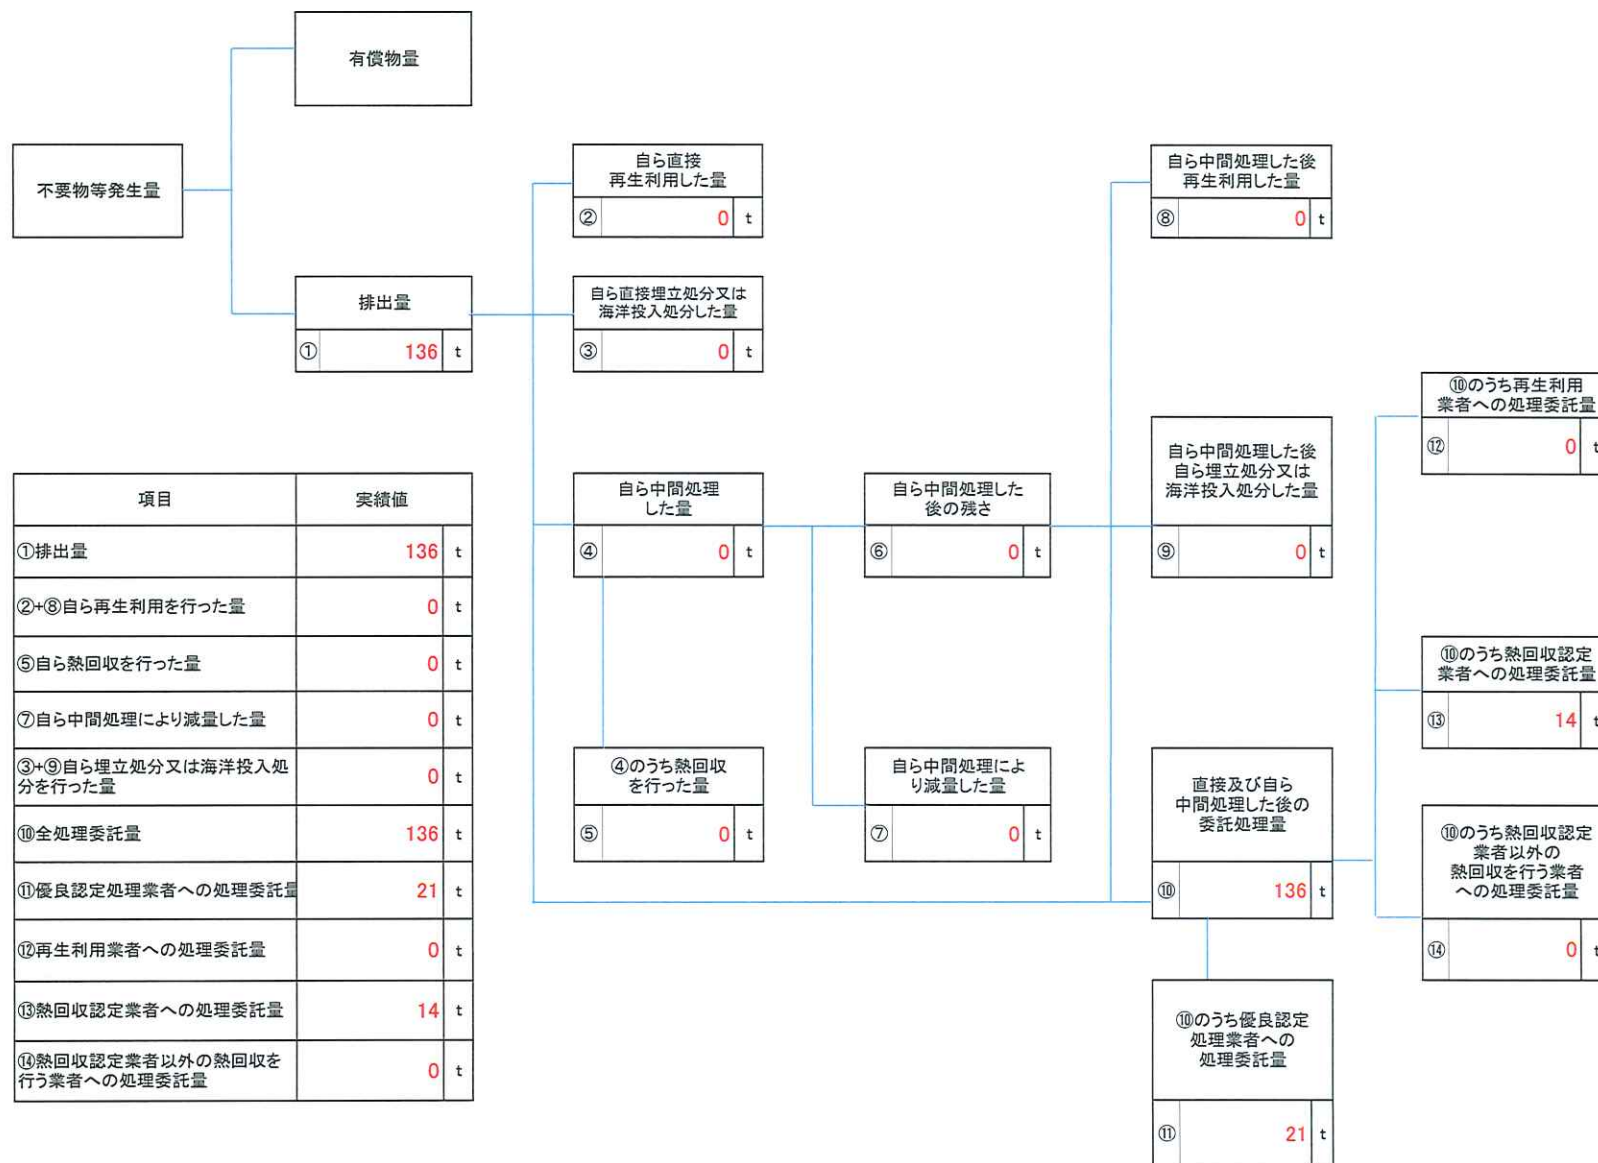 有償物量
不要物等発生量
排出量
① 136 t
自ら直接
再生利用した量
② 0 t
自ら直接埋立処分又は
海洋投入処分した量
③ 0 t
自ら中間処理
した量
④ 0 t
④のうち熱回収
を行った量
⑤ 0 t
自ら中間処理した
後の残さ
⑥ 0 t
自ら中間処理によ
り減量した量
⑦ 0 t
自ら中間処理した後
再生利用した量
⑧ 0 t
自ら中間処理した後
自ら埋立処分又は
海洋投入処分した量
⑨ 0 t
直接及び自ら
中間処理した後の
委託処理量
⑩ 136 t
⑩のうち優良認定
処理業者への
処理委託量
⑪ 21 t
⑩のうち再生利用
業者への処理委託量
⑫ 0 t
⑩のうち熱回収認定
業者への処理委託量
⑬ 14 t
⑩のうち熱回収認定
業者以外の
熱回収を行う業者
への処理委託量
⑭ 0 t
項目 実績値
①排出量 136 t
②+⑧自ら再生利用を行った量 0 t
⑤自ら熱回収を行った量 0 t
⑦自ら中間処理により減量した量 0 t
③+⑨自ら埋立処分又は海洋投入処
分を行った量 0 t
⑩全処理委託量 136 t
⑪優良認定処理業者への処理委託量 21 t
⑫再生利用業者への処理委託量 0 t
⑬熱回収認定業者への処理委託量 14 t
⑭熱回収認定業者以外の熱回収を
行う業者への処理委託量 0 t